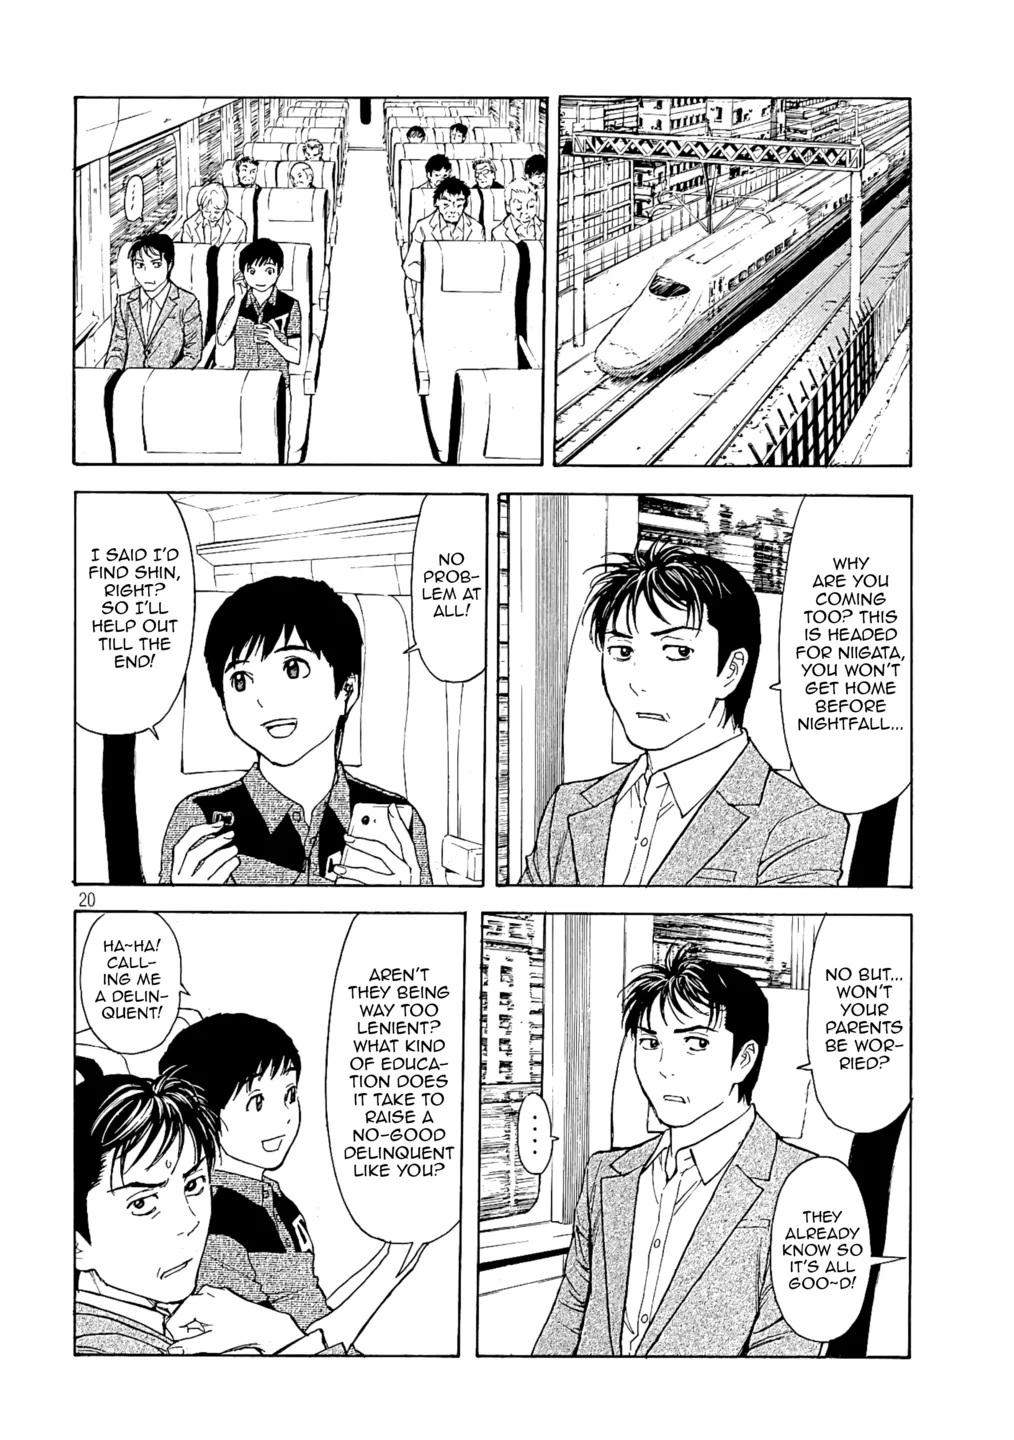 WHY
ARE YOU
COMING
TOO? THIS
IS HEADED
FOR NIIGATA,
YOU WON'T
GET HOME
BEFORE
NIGHTFALL...
NO
PROB-
LEM AT
ALL!
I SAID I'D
FIND SHIN,
RIGHT?
SO I'LL
HELP OUT
TILL THE
END!
20
NO BUT...
WON'T
YOUR
PARENTS
BE WOR-
RIED?
THEY
ALREADY
KNOW SO
IT'S ALL
GOO~D!
AREN'T
THEY BEING
WAY TOO
LENIENT?
WHAT KIND
OF EDUCA-
TION DOES
IT TAKE TO
RAISE A
NO-GOOD
DELINQUENT
LIKE YOU?
HA~HA!
CALL-
ING ME
A DELIN-
QUENT!